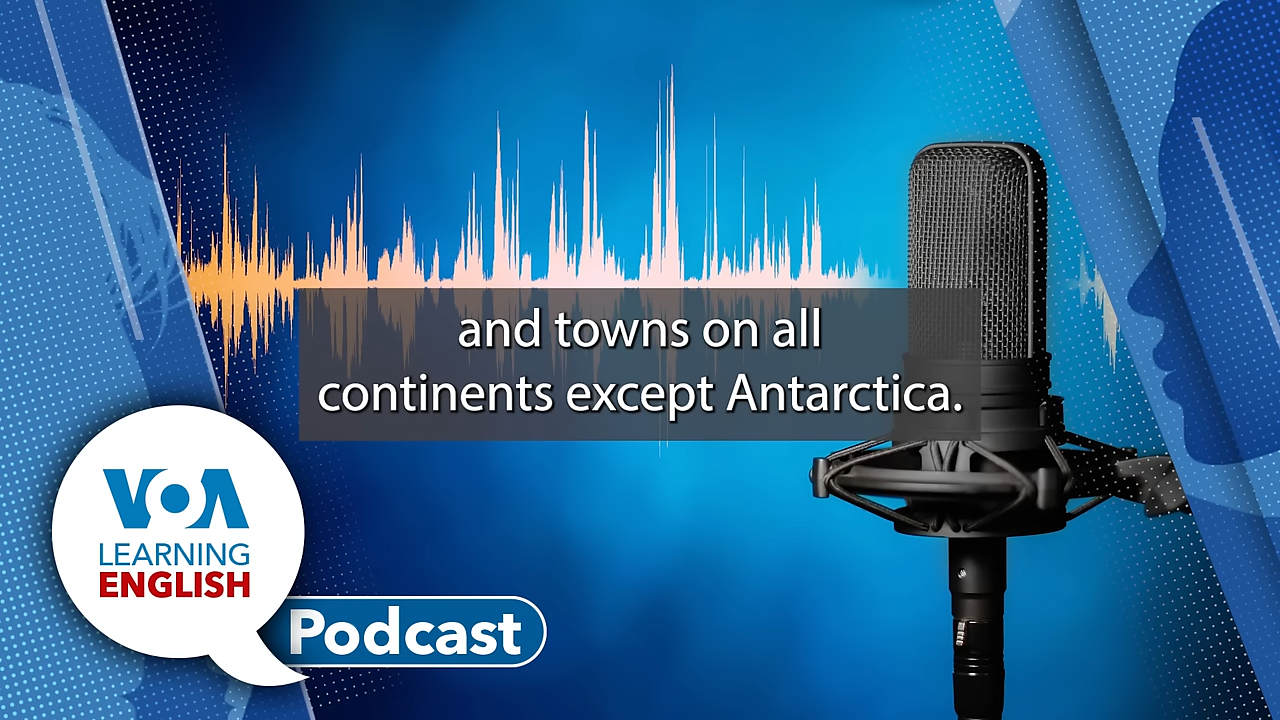 and towns on all
continents except Antarctica.
VOA
LEARNING
ENGLISH
Podcast